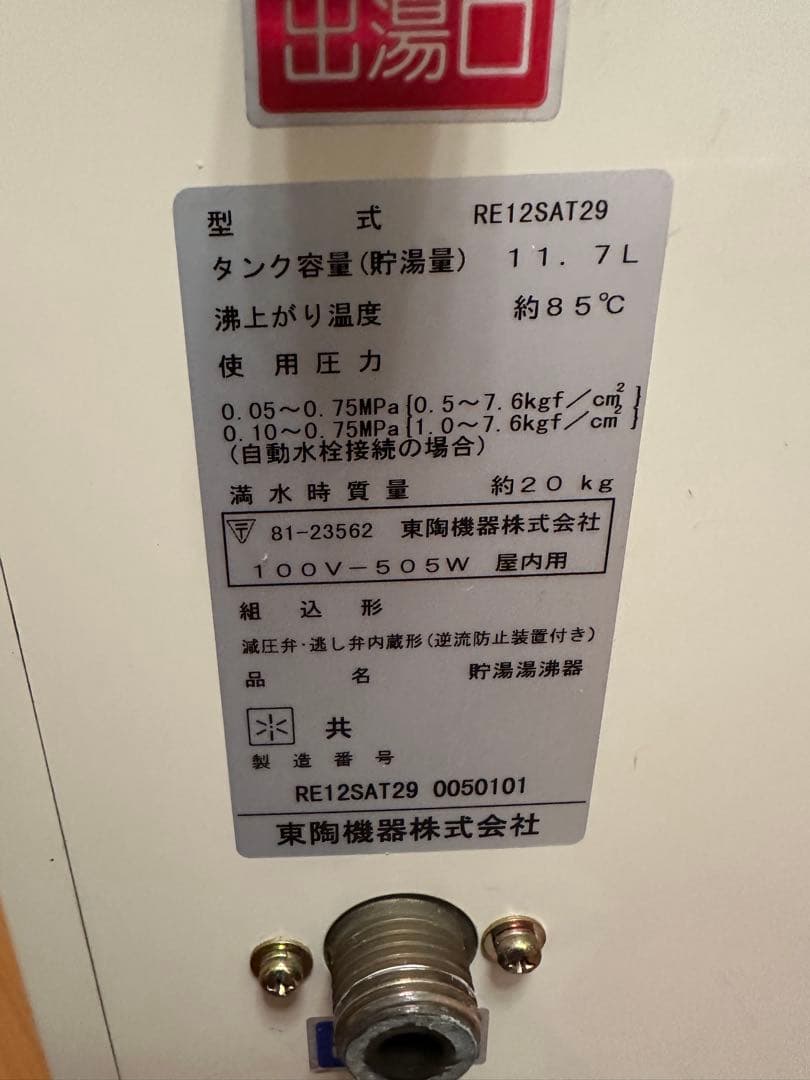 出湯口
型式 RE12SAT29
タンク容量(貯湯量) 11.7L
沸上がり温度 約85℃
使用圧力
0.05～0.75MPa{0.5～7.6kgf／cm²}
0.10～0.75MPa{1.0～7.6kgf／cm²}
(自動水栓接続の場合)
満水時質量 約20kg
〒 81-23562 東陶機器株式会社
100V－505W 屋内用
組込形
減圧弁・逃し弁内蔵形(逆流防止装置付き)
品名 貯湯湯沸器
共
製造番号
RE12SAT29 0050101
東陶機器株式会社